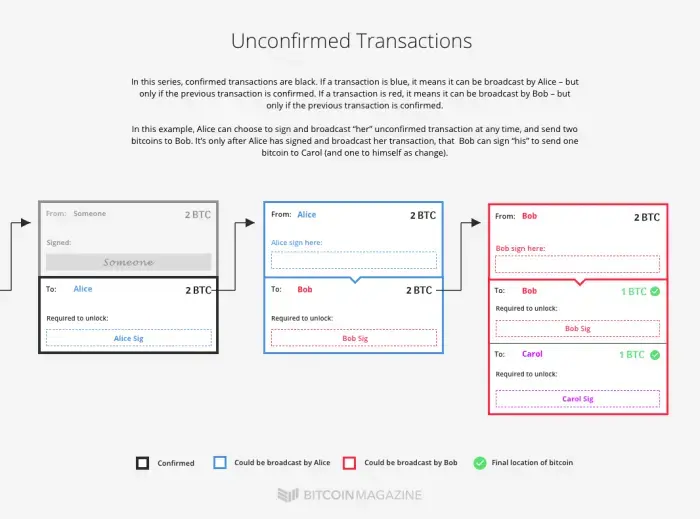 Unconfirmed Transactions
In this series, confirmed transactions are black. If a transaction is blue, it means it can be broadcast by Alice – but
only if the previous transaction is confirmed. If a transaction is red, it means it can be broadcast by Bob – but
only if the previous transaction is confirmed.
In this example, Alice can choose to sign and broadcast “her” unconfirmed transaction at any time, and send two
bitcoins to Bob. It's only after Alice has signed and broadcast her transaction, that Bob can sign “his” to send one
bitcoin to Carol (and one to himself as change).
From: Someone 2 BTC
Signed:
Someone
To: Alice 2 BTC
Required to unlock:
Alice Sig
From: Alice 2 BTC
Alice sign here:
To: Bob 2 BTC
Required to unlock:
Bob Sig
From: Bob 2 BTC
Bob sign here:
To: Bob 1 BTC
Required to unlock:
Bob Sig
To: Carol 1 BTC
Required to unlock:
Carol Sig
Confirmed
Could be broadcast by Alice
Could be broadcast by Bob
Final location of bitcoin
BITCOINMAGAZINE